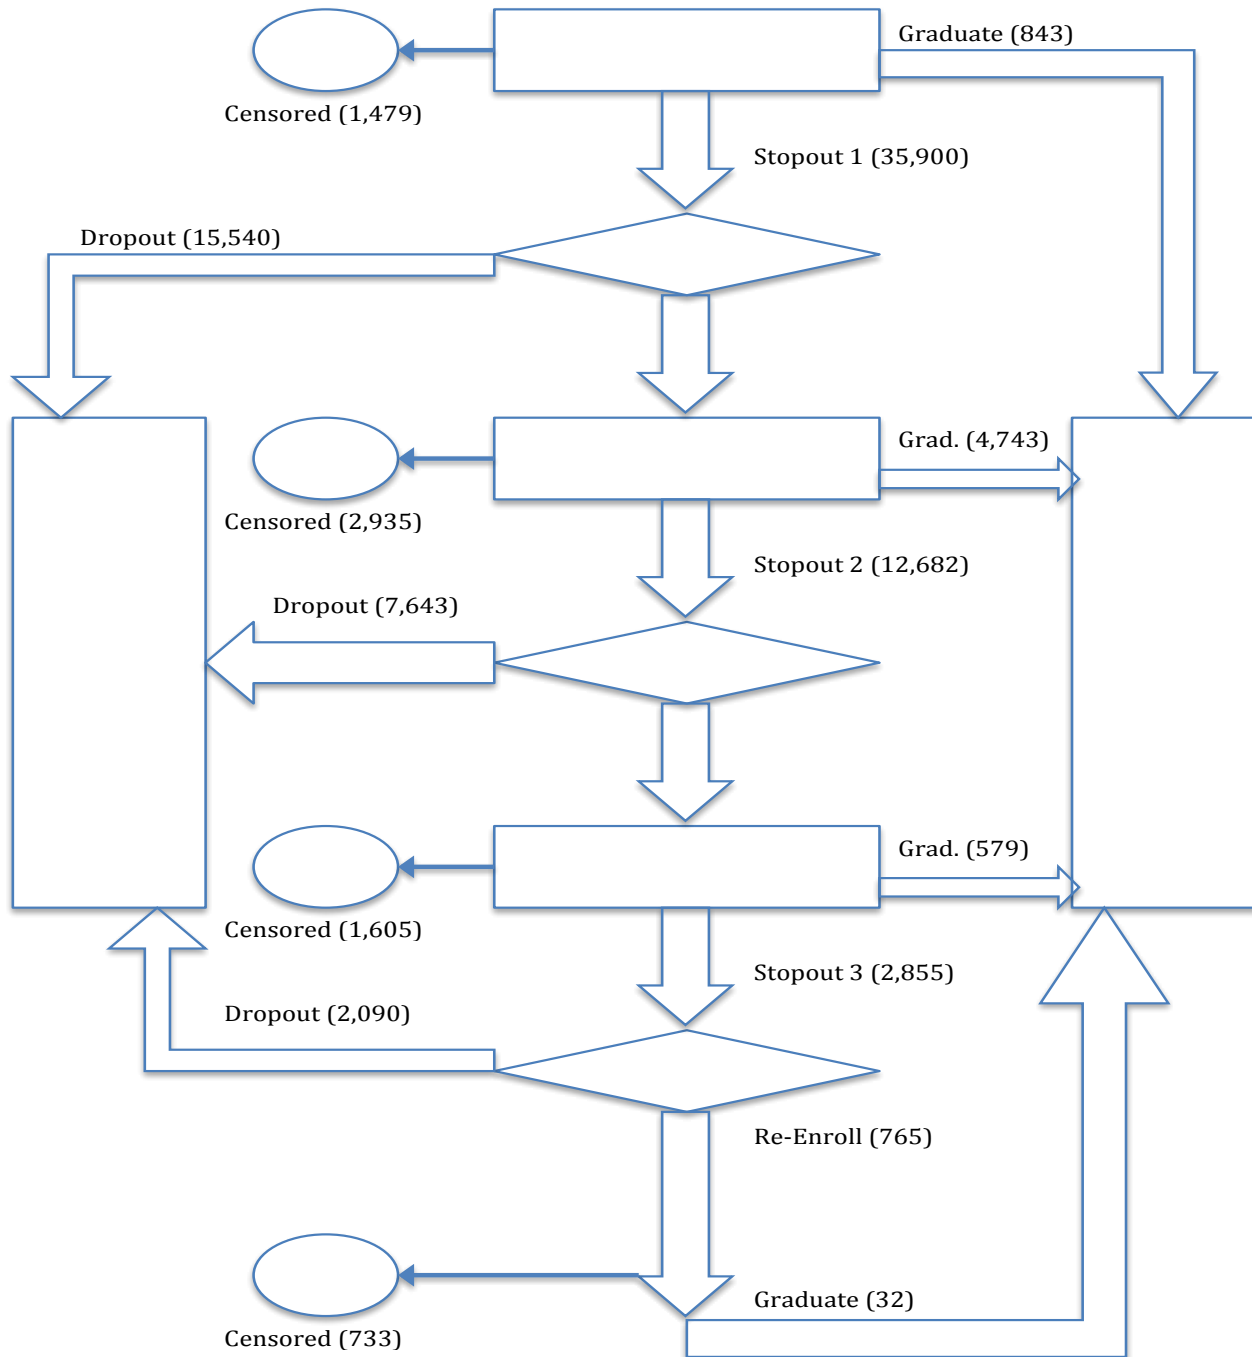 Graduate (843)
Censored (1,479)
Stopout 1 (35,900)
Dropout (15,540)
Grad. (4,743)
Censored (2,935)
Stopout 2 (12,682)
Dropout (7,643)
Grad. (579)
Censored (1,605)
Stopout 3 (2,855)
Dropout (2,090)
Re-Enroll (765)
Graduate (32)
Censored (733)